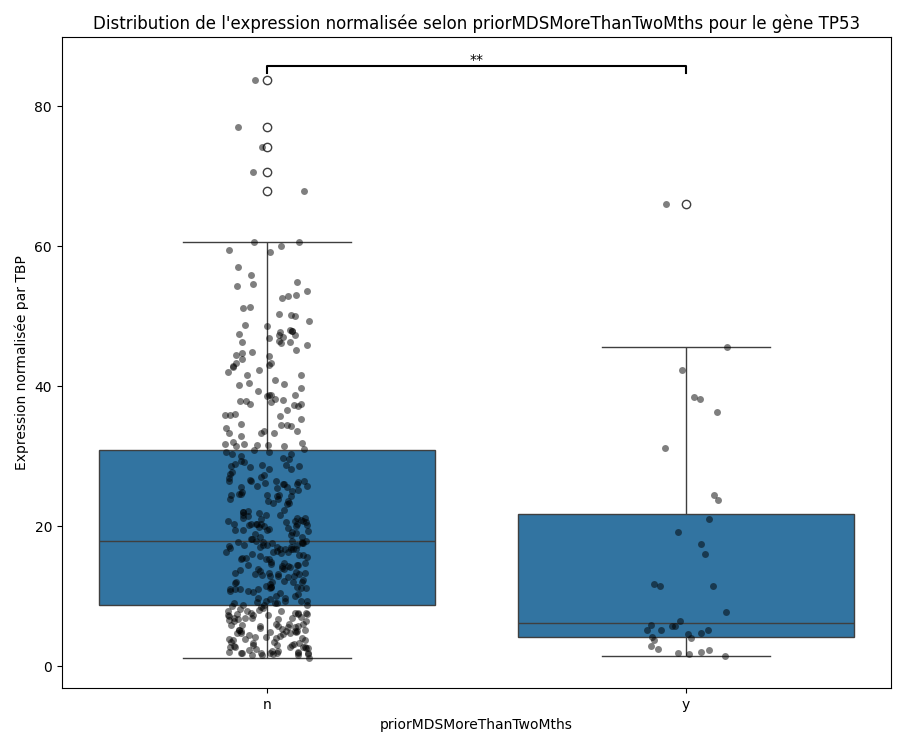 Distribution de l'expression normalisée selon priorMDSMoreThanTwoMths pour le gène TP53
**
Expression normalisée par TBP
80
60
40
20
0
n y
priorMDSMoreThanTwoMths